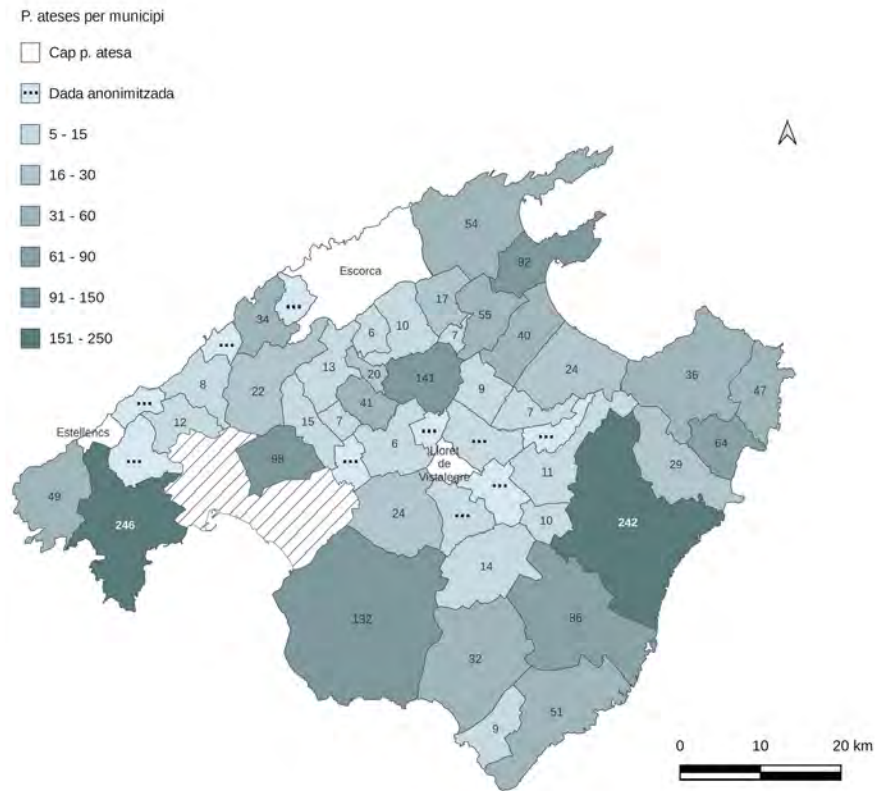 P. ateses per municipi
Cap p. atesa
Dada anonimitzada
5 - 15
16 - 30
31 - 60
61 - 90
91 - 150
151 - 250
54
92
Escorca
34
17
55
6
10
7
40
13
20
141
24
36
47
8
22
9
41
12
15
7
7
64
Estellencs
6
98
Lloret
de
Vistalegre
11
29
49
246
24
10
242
14
132
86
32
51
9
0 10 20 km